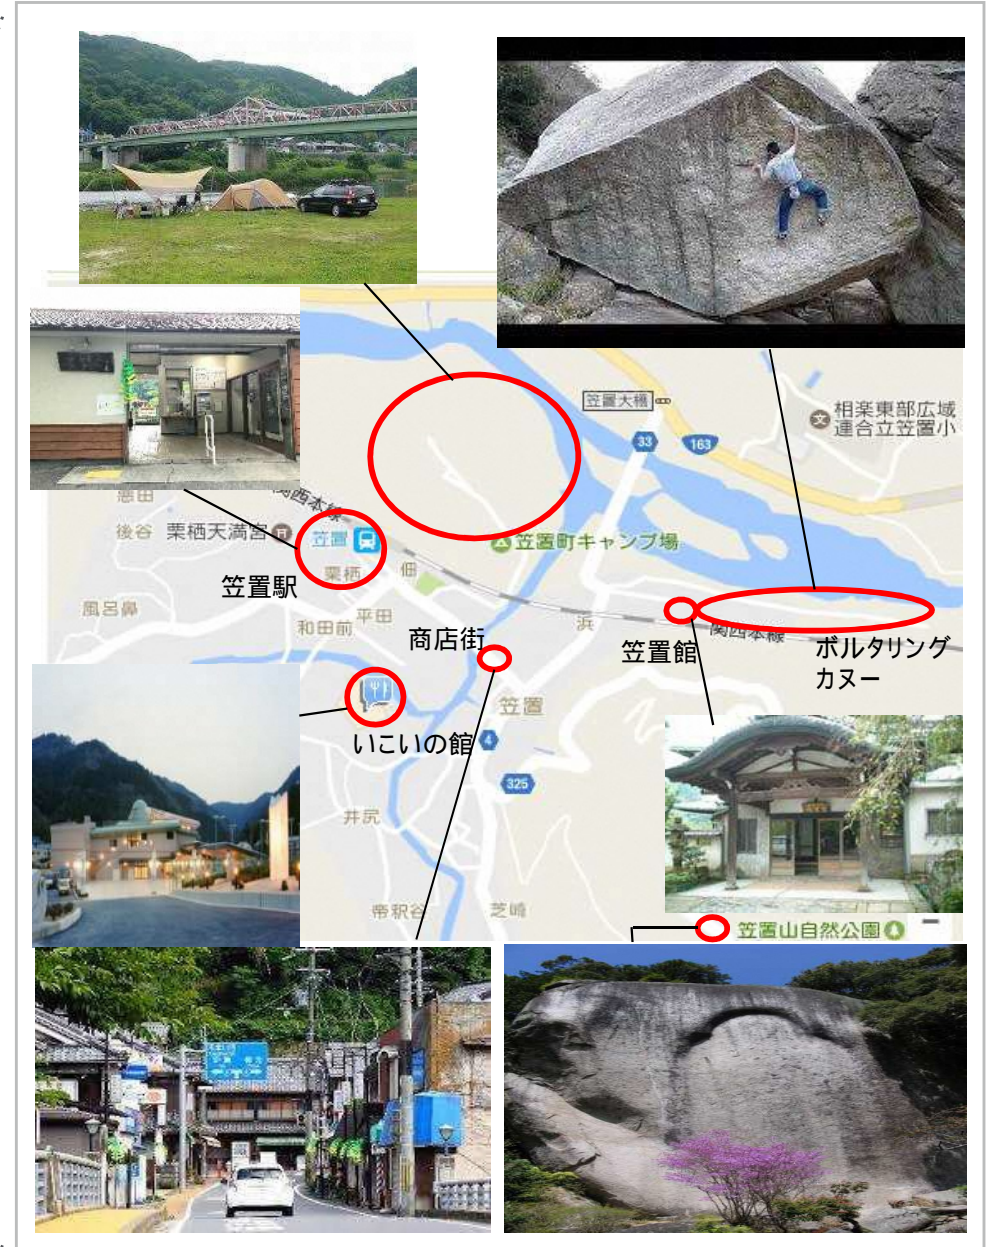 笠置大橋
33
163
相楽東部広域
連合立笠置小
悪田
関西本線
後谷
栗栖天満宮
笠置
栗栖
佃
笠置町キャンプ場
笠置駅
風呂鼻
平田
和田前
商店街
浜
笠置館
関西本線
ボルタリング
カヌー
笠置
いこいの館
4
325
井尻
帝釈谷
芝崎
笠置山自然公園